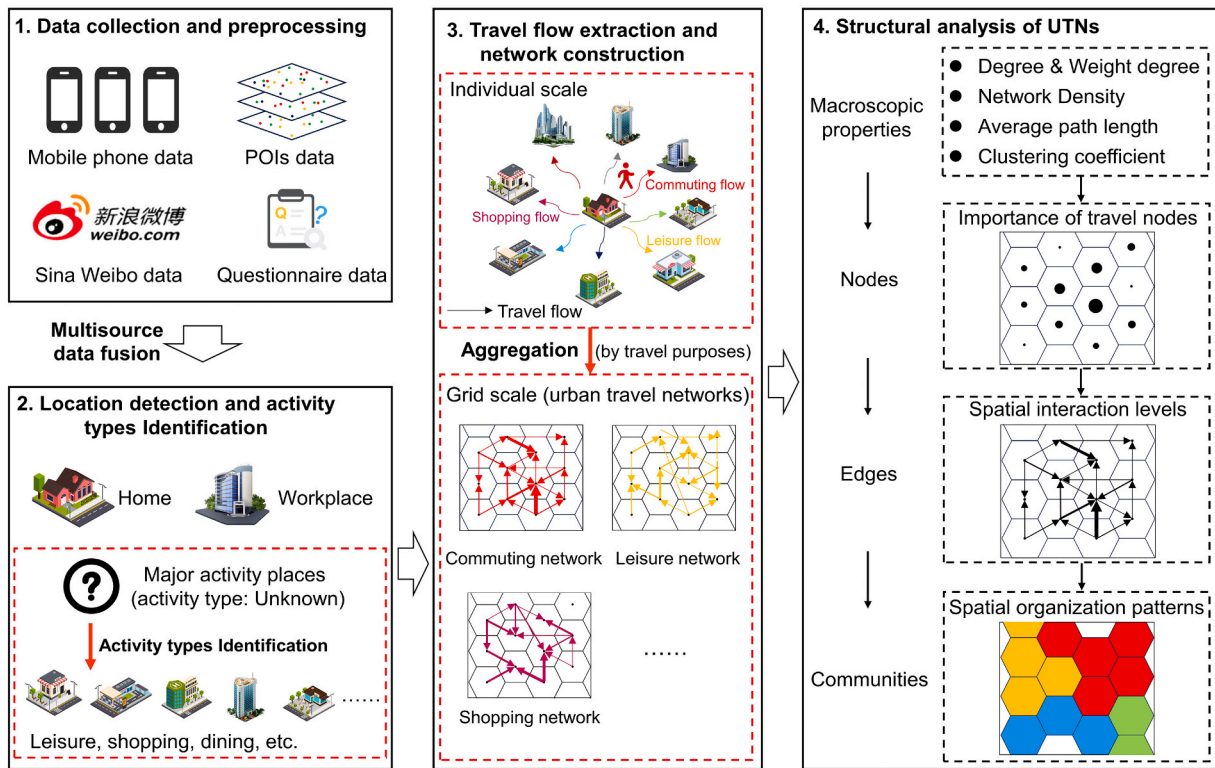 1. Data collection and preprocessing
Mobile phone data
POIs data
新浪微博
weibo.com
Q
A
?
Sina Weibo data
Questionnaire data
Multisource
data fusion
2. Location detection and activity
types Identification
Home
Workplace
?
Major activity places
(activity type: Unknown)
Activity types Identification
......
Leisure, shopping, dining, etc.
3. Travel flow extraction and
network construction
Individual scale
Commuting flow
Shopping flow
Leisure flow
Travel flow
Aggregation (by travel purposes)
Grid scale (urban travel networks)
Commuting network
Leisure network
......
Shopping network
4. Structural analysis of UTNs
Macroscopic
properties
● Degree & Weight degree
● Network Density
● Average path length
● Clustering coefficient
Importance of travel nodes
Nodes
Spatial interaction levels
Edges
Spatial organization patterns
Communities